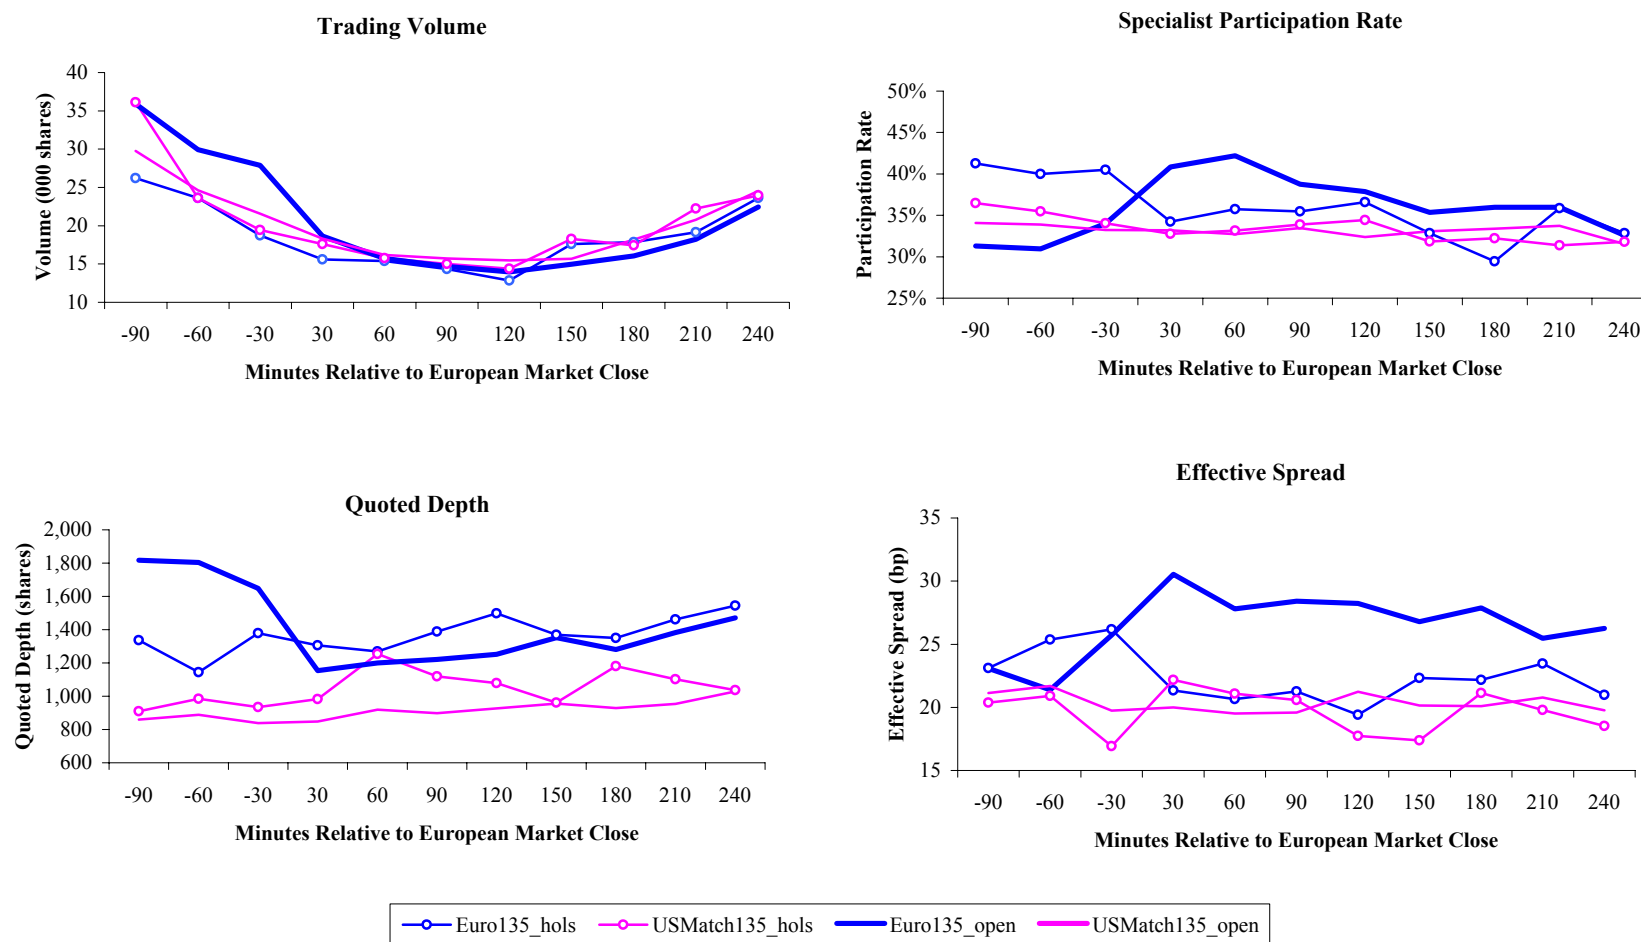 Trading Volume
Volume (000 shares)
40
35
30
25
20
15
10
-90 -60 -30 30 60 90 120 150 180 210 240
Minutes Relative to European Market Close
Specialist Participation Rate
Participation Rate
50%
45%
40%
35%
30%
25%
-90 -60 -30 30 60 90 120 150 180 210 240
Minutes Relative to European Market Close
Quoted Depth
Quoted Depth (shares)
2,000
1,800
1,600
1,400
1,200
1,000
800
600
-90 -60 -30 30 60 90 120 150 180 210 240
Minutes Relative to European Market Close
Effective Spread
Effective Spread (bp)
35
30
25
20
15
-90 -60 -30 30 60 90 120 150 180 210 240
Minutes Relative to European Market Close
Euro135_hols USMatch135_hols Euro135_open USMatch135_open